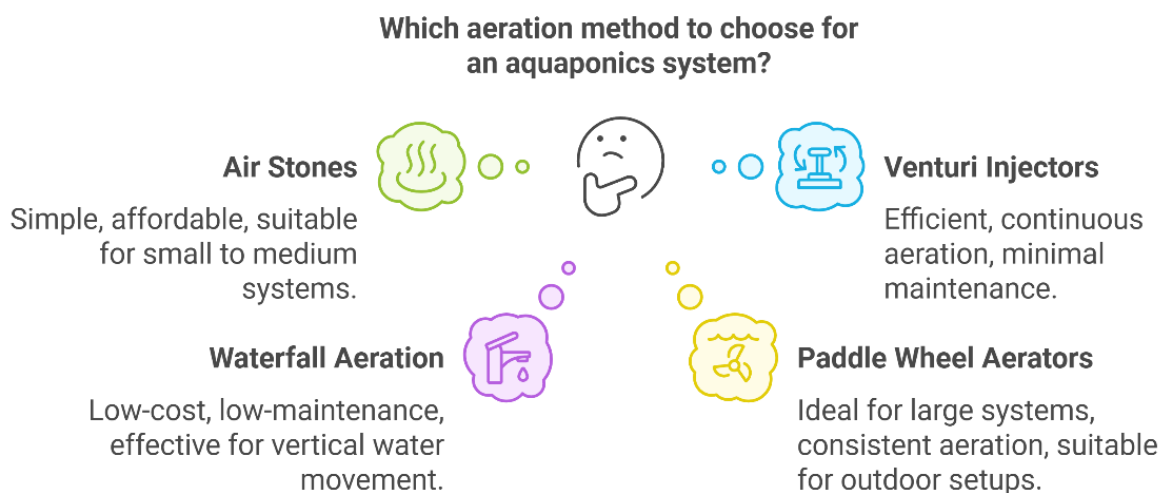 Which aeration method to choose for
an aquaponics system?
Air Stones
Simple, affordable, suitable
for small to medium
systems.
Venturi Injectors
Efficient, continuous
aeration, minimal
maintenance.
Waterfall Aeration
Low-cost, low-maintenance,
effective for vertical water
movement.
Paddle Wheel Aerators
Ideal for large systems,
consistent aeration, suitable
for outdoor setups.